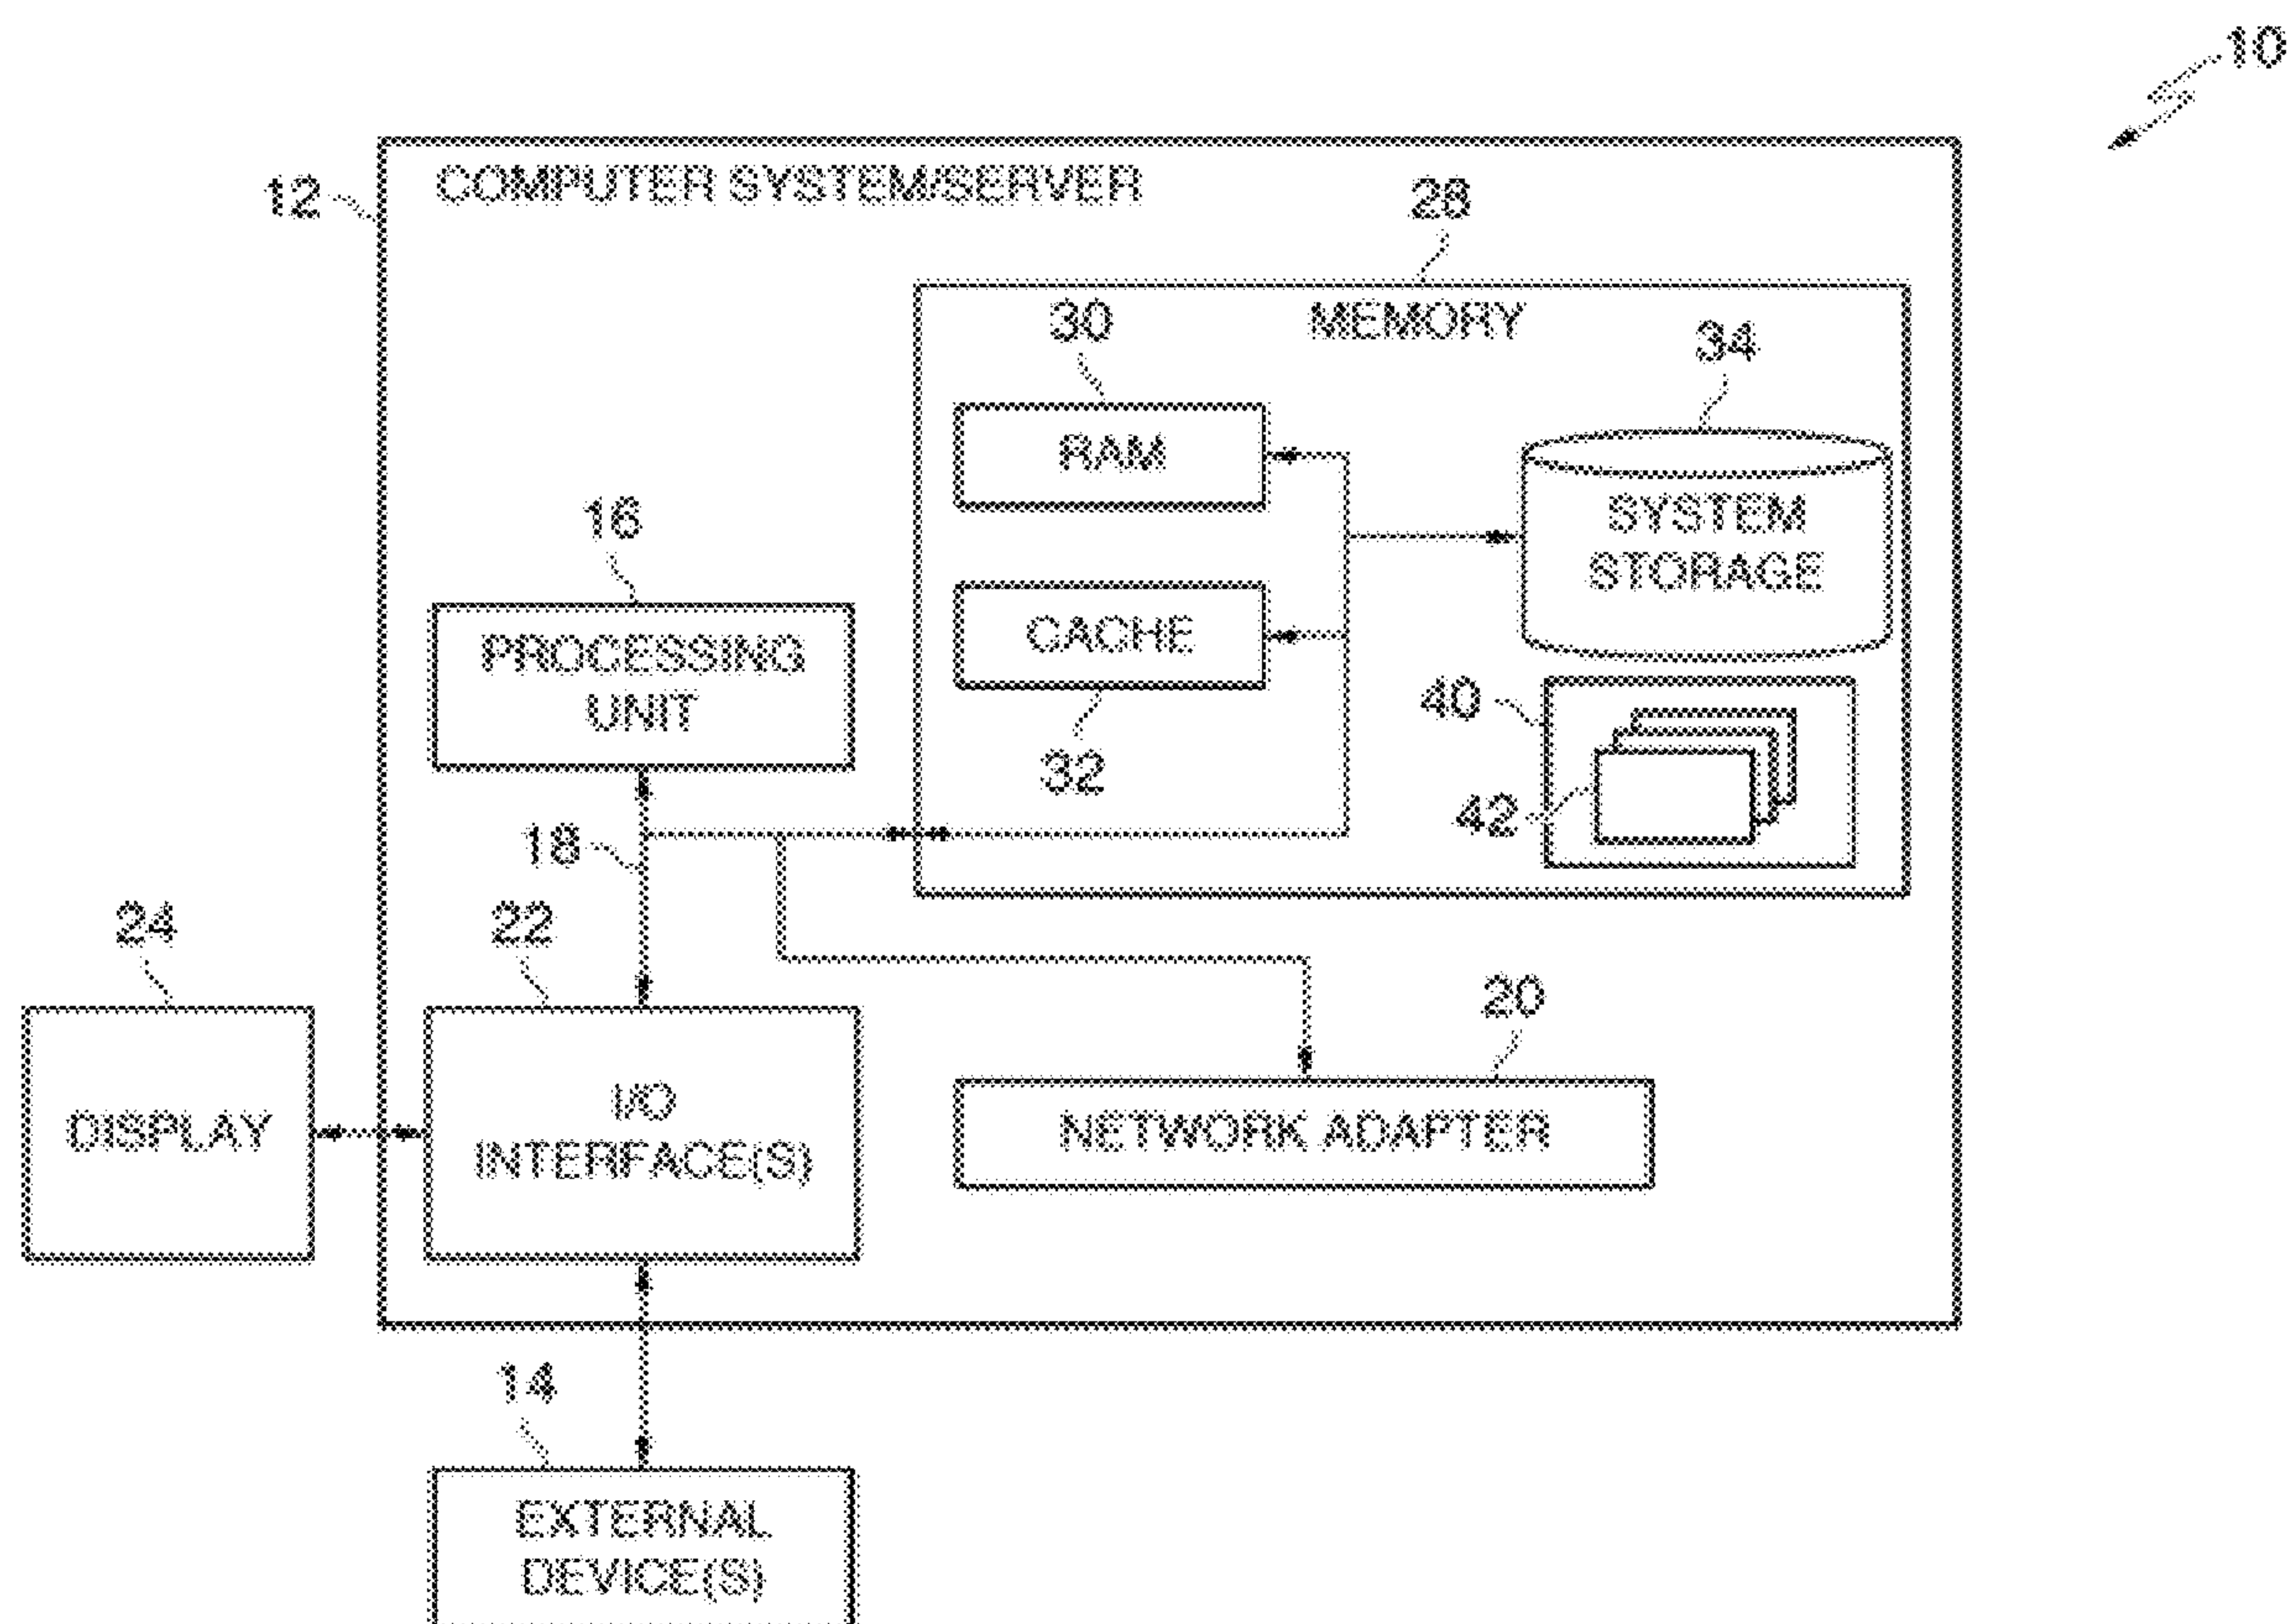 10
12
COMPUTER SYSTEM/SERVER
28
MEMORY
30
34
RAM
SYSTEM
STORAGE
16
PROCESSING
UNIT
CACHE
32
40
42
18
24
22
20
DISPLAY
I/O
INTERFACE(S)
NETWORK ADAPTER
14
EXTERNAL
DEVICE(S)